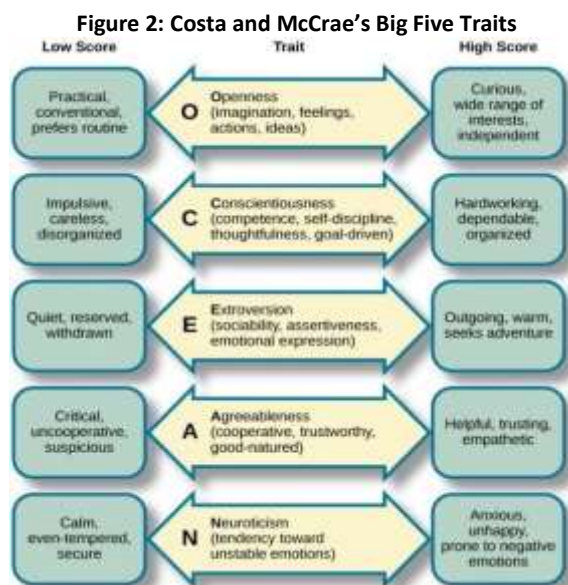 Figure 2: Costa and McCrae's Big Five Traits
Low Score
Trait
High Score
Practical,
conventional,
prefers routine
O
Openness
(imagination, feelings,
actions, ideas)
Curious,
wide range of
interests,
independent
Impulsive,
careless,
disorganized
C
Conscientiousness
(competence, self-discipline,
thoughtfulness, goal-driven)
Hardworking,
dependable,
organized
Quiet, reserved,
withdrawn
E
Extroversion
(sociability, assertiveness,
emotional expression)
Outgoing, warm,
seeks adventure
Critical,
uncooperative,
suspicious
A
Agreeableness
(cooperative, trustworthy,
good-natured)
Helpful, trusting,
empathetic
Calm,
even-tempered,
secure
N
Neuroticism
(tendency toward
unstable emotions)
Anxious,
unhappy,
prone to negative
emotions